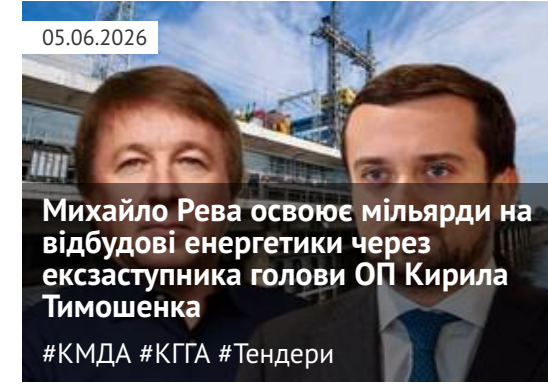 05.06.2026
Михайло Рева освоює мільярди на
відбудові енергетики через
ексзаступника голови ОП Кирила
Тимошенка
#КМДА #КГГА #Тендери